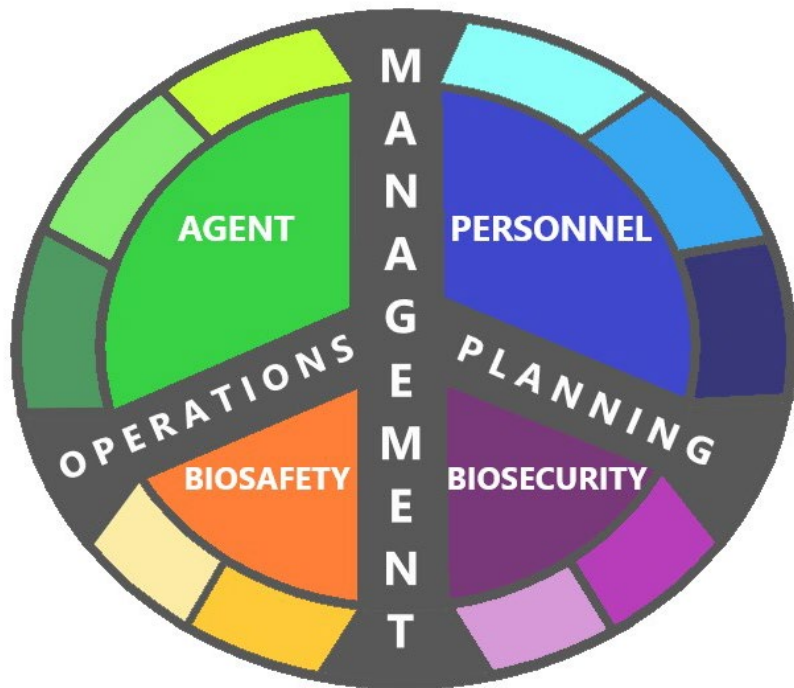 MANAGEMENT
AGENT
PERSONNEL
OPERATIONS
PLANNING
BIOSAFETY
BIOSECURITY